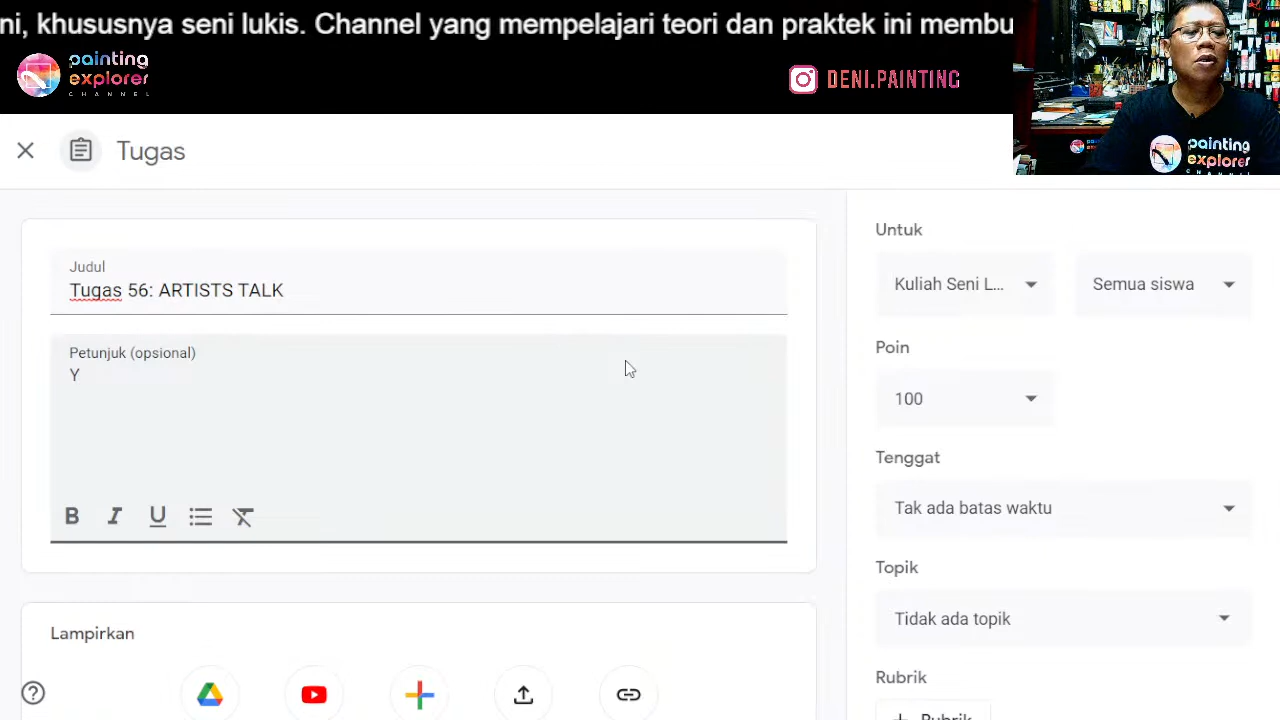 ni, khususnya seni lukis. Channel yang mempelajari teori dan praktek ini membu
painting
explorer
CHANNEL
DENI.PAINTING
painting
explorer
CHANNEL
Tugas
Judul
Tugas 56: ARTISTS TALK
Petunjuk (opsional)
Y
B I U
Lampirkan
Untuk
Kuliah Seni L...
Semua siswa
Poin
100
Tenggat
Tak ada batas waktu
Topik
Tidak ada topik
Rubrik
+ Rubrik